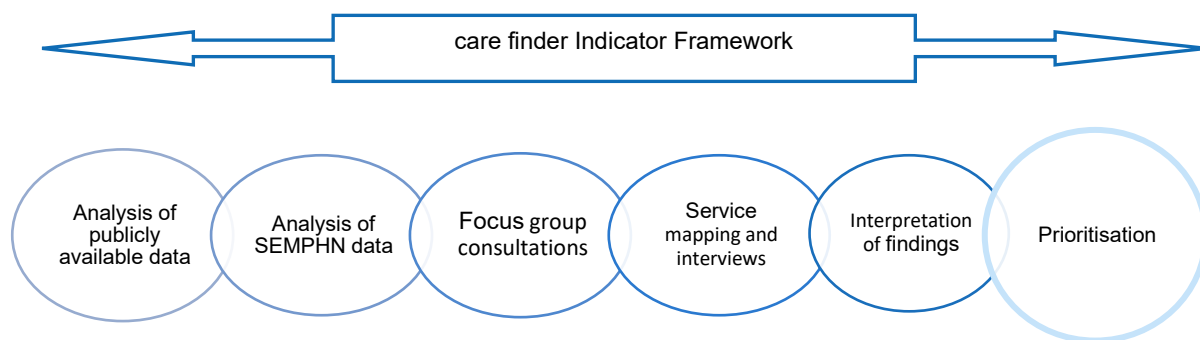 care finder Indicator Framework
Analysis of
publicly
available data
Analysis of
SEMPHN data
Focus group
consultations
Service
mapping and
interviews
Interpretation
of findings
Prioritisation